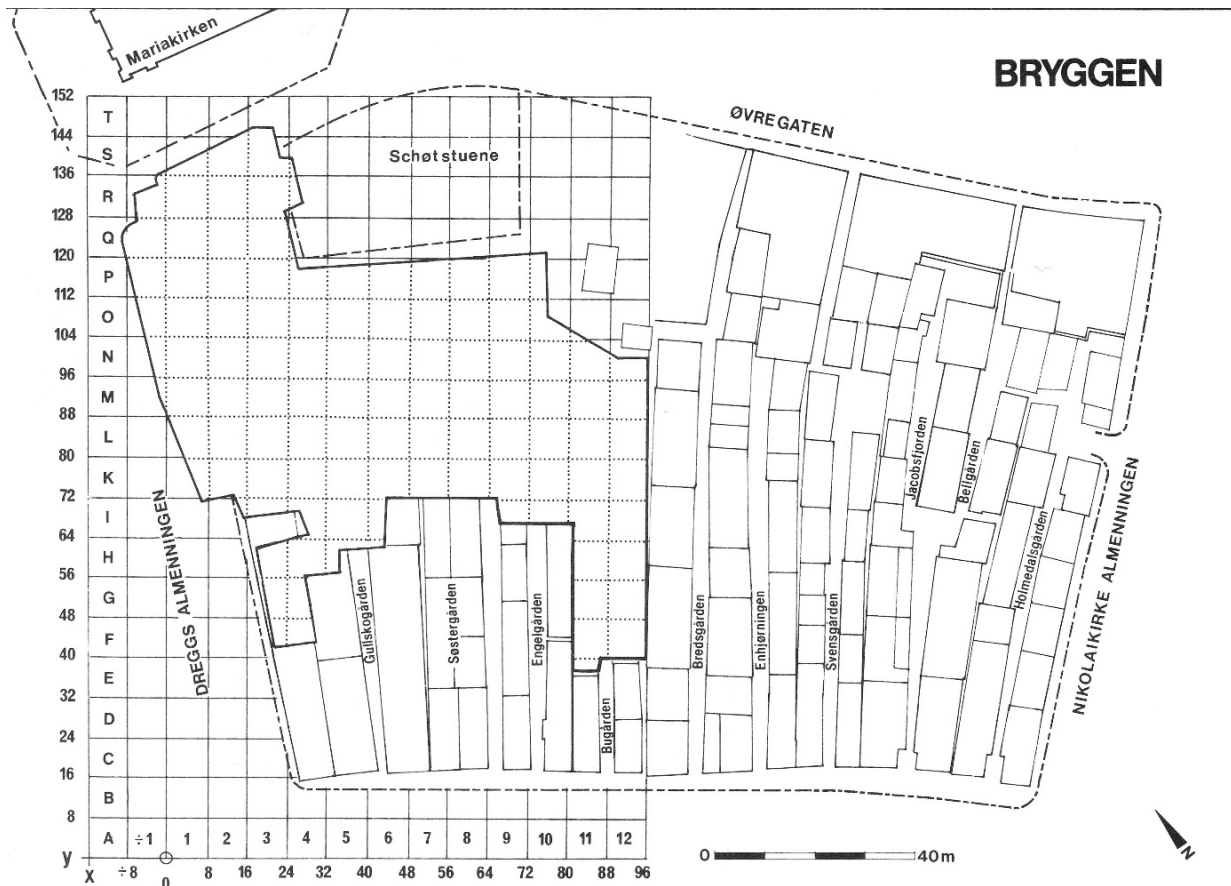 BRYGGEN
Mariakirken
ØVREGATEN
Schøtstuene
152
T
144
S
136
R
128
Q
120
P
112
O
104
N
96
M
88
L
80
K
72
I
64
H
56
G
48
F
40
E
32
D
24
C
16
B
8
A
÷1 1 2 3 4 5 6 7 8 9 10 11 12
y
x ÷8 0 8 16 24 32 40 48 56 64 72 80 88 96
DREGGS ALMENNINGEN
Gullskogården
Søstergården
Engelgården
Bugården
Bredsgården
Enhjørningen
Svensgården
Jacobsfjorden
Bellgården
Holmedalsgården
NIKOLAIKIRKE ALMENNINGEN
0 40m
N